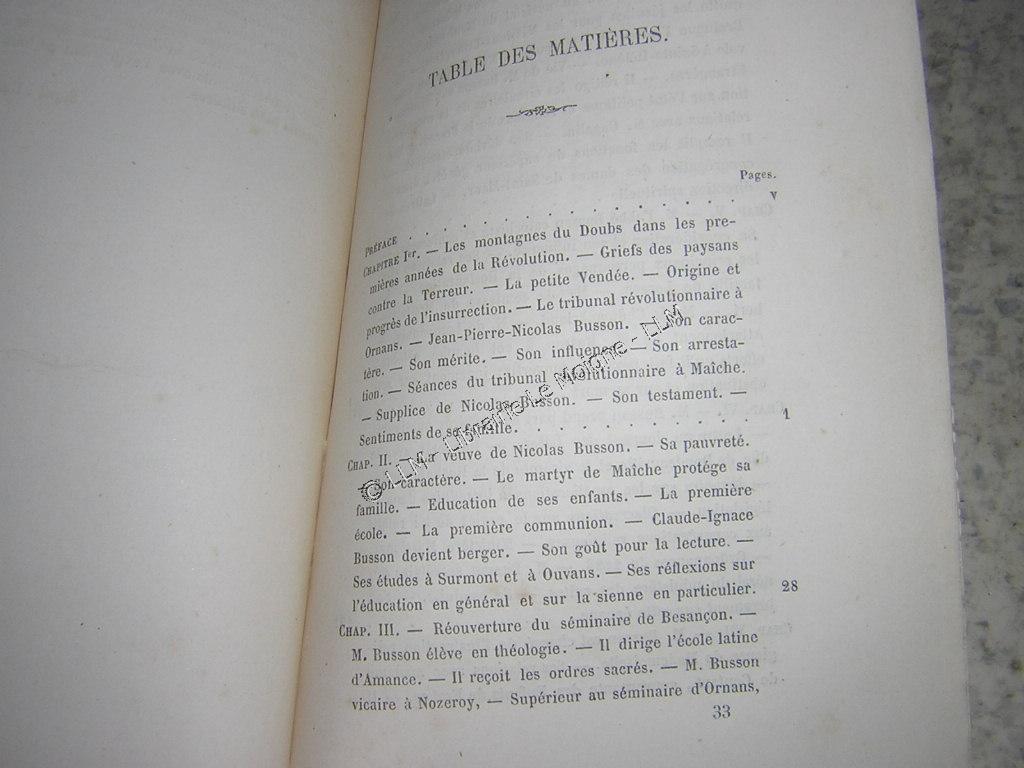 TABLE DES MATIÈRES.
Pages.
PRÉFACE . . . . . . . . . . . . . . . v
CHAPITRE Ier. — Les montagnes du Doubs dans les pre-
mières années de la Révolution. — Griefs des paysans
contre la Terreur. — La petite Vendée. — Origine et
progrès de l'insurrection. — Le tribunal révolutionnaire à
Ornans. — Jean-Pierre-Nicolas Busson. — Son carac-
tère. — Son mérite. — Son influence. — Son arresta-
tion. — Séances du tribunal révolutionnaire à Maîche.
— Supplice de Nicolas Busson. — Son testament. —
Sentiments de sa famille. . . . . . . . . . . . 1
CHAP. II. — La veuve de Nicolas Busson. — Sa pauvreté.
— Son caractère. — Le martyr de Maîche protége sa
famille. — Education de ses enfants. — La première
école. — La première communion. — Claude-Ignace
Busson devient berger. — Son goût pour la lecture. —
Ses études à Surmont et à Ouvans. — Ses réflexions sur
l'éducation en général et sur la sienne en particulier. 28
CHAP. III. — Réouverture du séminaire de Besançon. —
M. Busson élève en théologie. — Il dirige l'école latine
d'Amance. — Il reçoit les ordres sacrés. — M. Busson
vicaire à Nozeroy, — Supérieur au séminaire d'Ornans,
33
© LLM - Librairie Le Moigne - LLM